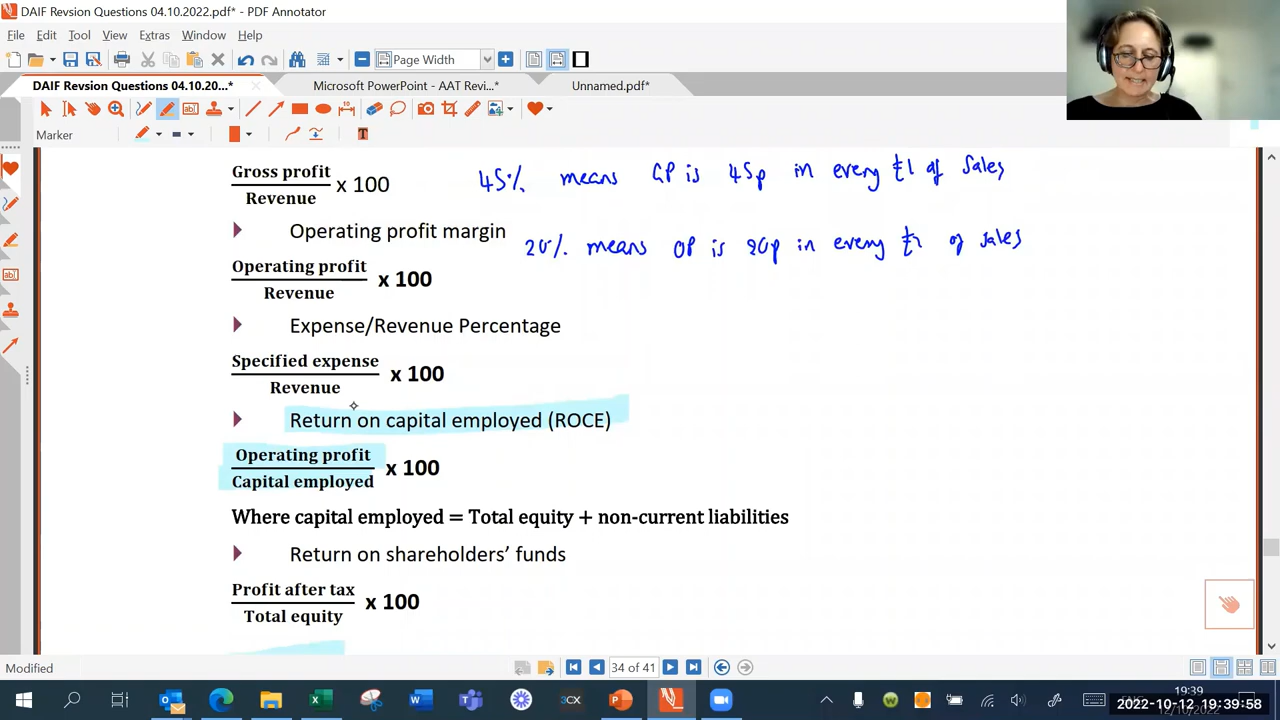 DAIF Revsion Questions 04.10.2022.pdf* - PDF Annotator
File Edit Tool View Extras Window Help
Page Width
DAIF Revsion Questions 04.10.20...* Microsoft PowerPoint - AAT Revi...* Unnamed.pdf*
Marker
Gross profit
Revenue
x 100
45% means GP is 45p in every £1 of sales
Operating profit margin
20% means OP is 20p in every £1 of sales
Operating profit
Revenue
x 100
Expense/Revenue Percentage
Specified expense
Revenue
x 100
Return on capital employed (ROCE)
Operating profit
Capital employed
x 100
Where capital employed = Total equity + non-current liabilities
Return on shareholders’ funds
Profit after tax
Total equity
x 100
Modified
34 of 41
3CX
19:39
2022-10-12 19:39:58